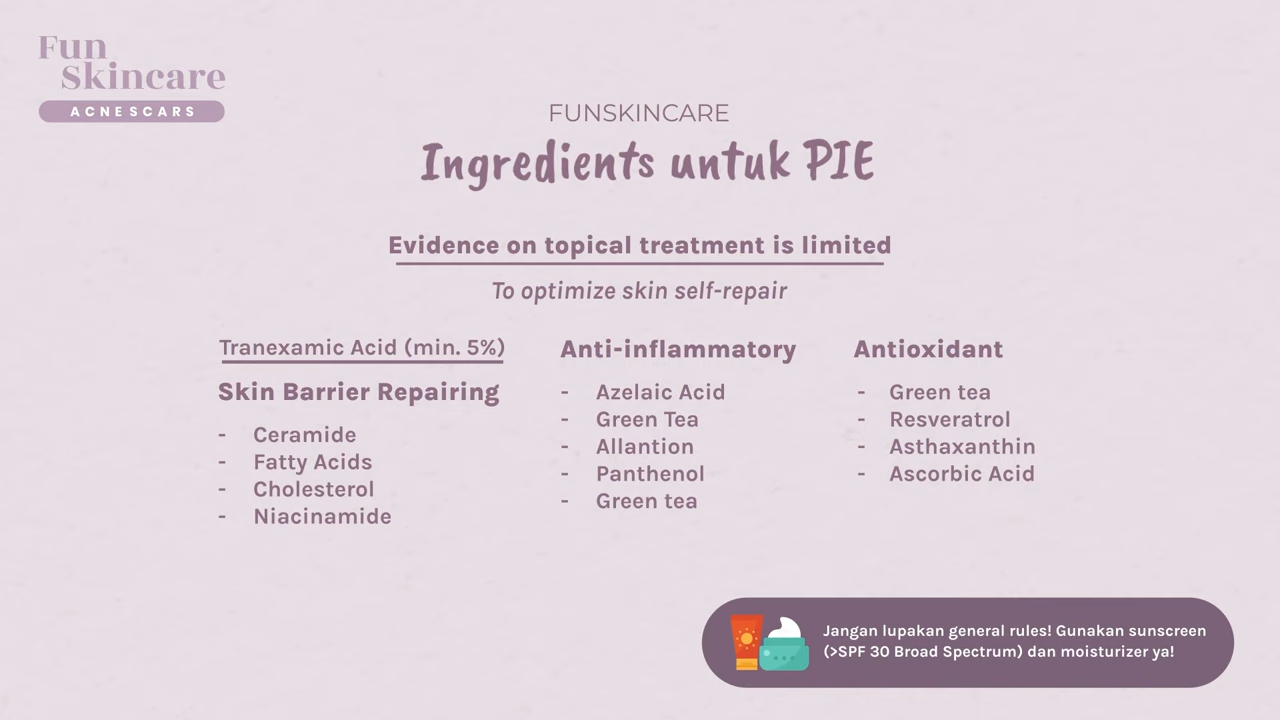 Fun
Skincare
ACNE SCARS
FUNSKINCARE
Ingredients untuk PIE
Evidence on topical treatment is limited
To optimize skin self-repair
Tranexamic Acid (min. 5%)
Skin Barrier Repairing
- Ceramide
- Fatty Acids
- Cholesterol
- Niacinamide
Anti-inflammatory
- Azelaic Acid
- Green Tea
- Allantion
- Panthenol
- Green tea
Antioxidant
- Green tea
- Resveratrol
- Asthaxanthin
- Ascorbic Acid
Jangan lupakan general rules! Gunakan sunscreen
(>SPF 30 Broad Spectrum) dan moisturizer ya!